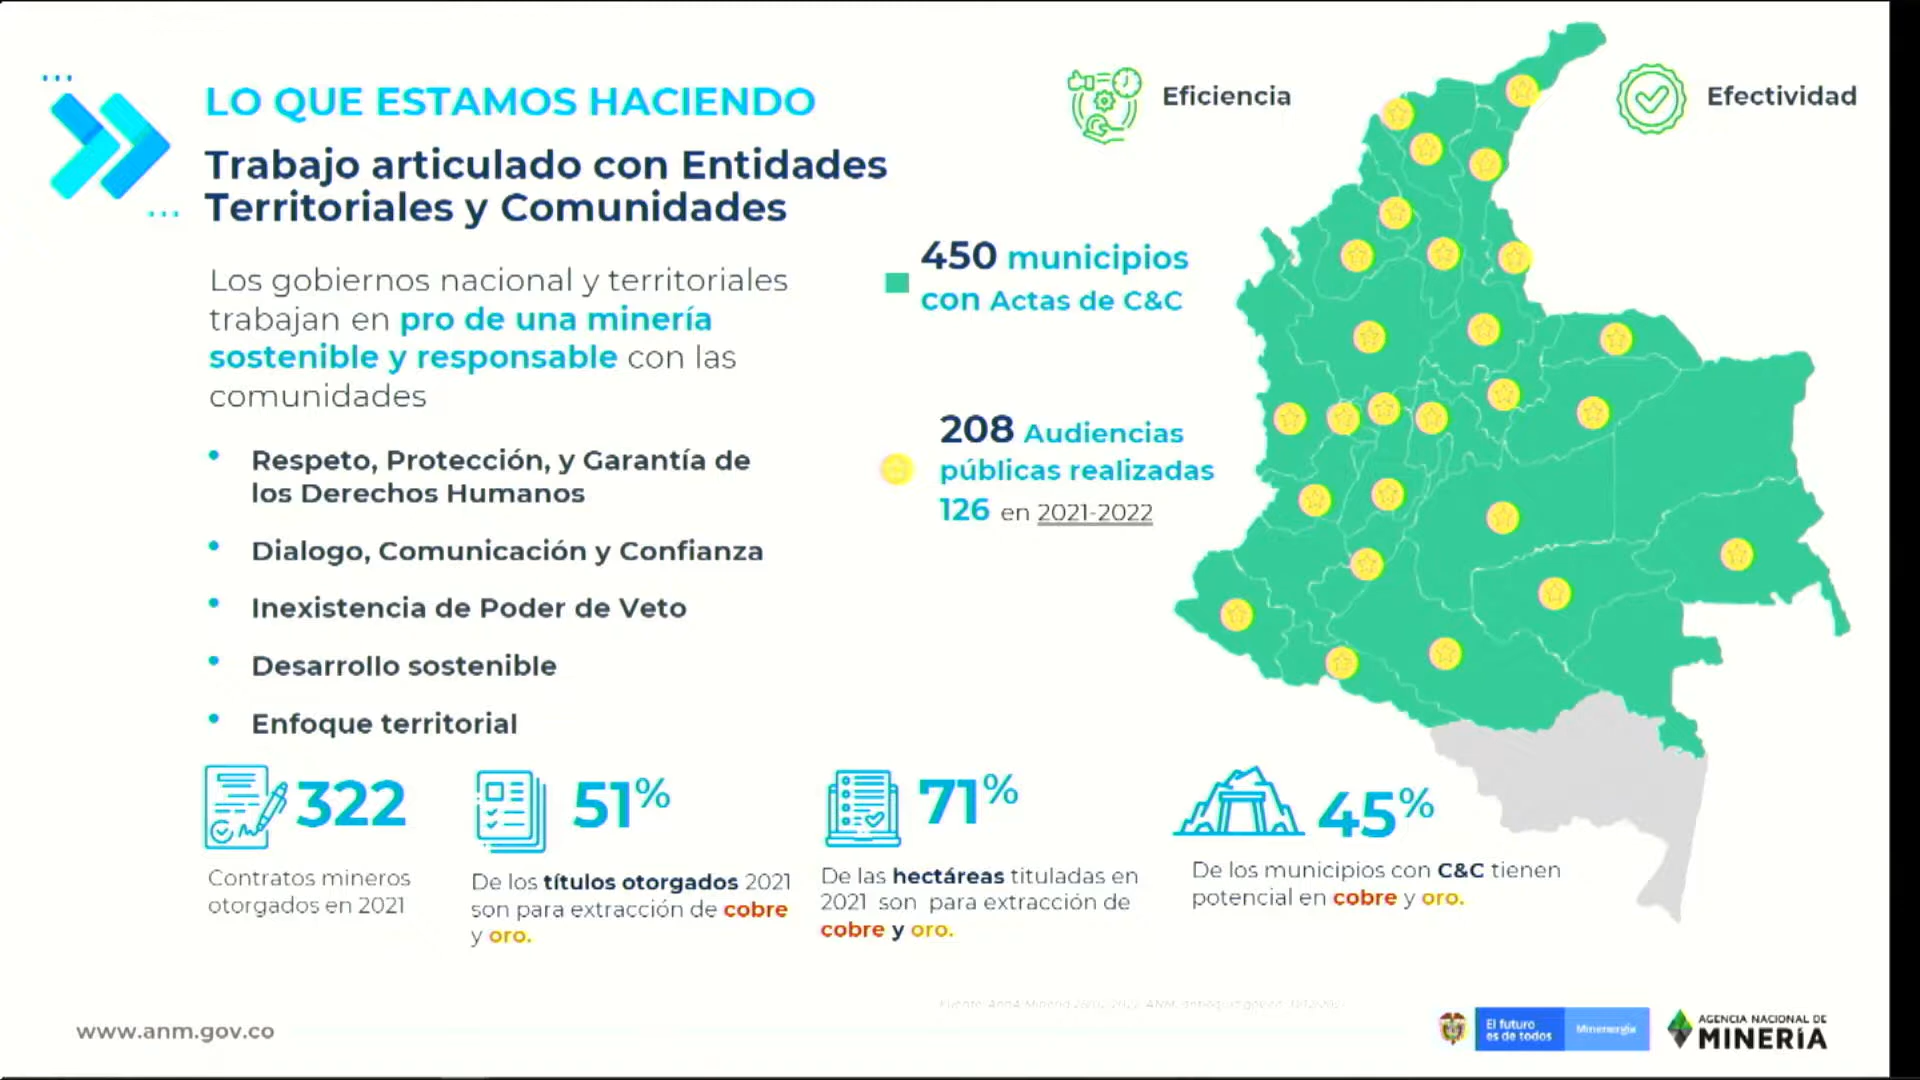 LO QUE ESTAMOS HACIENDO
Trabajo articulado con Entidades
Territoriales y Comunidades
Los gobiernos nacional y territoriales
trabajan en pro de una minería
sostenible y responsable con las
comunidades
• Respeto, Protección, y Garantía de
los Derechos Humanos
• Dialogo, Comunicación y Confianza
• Inexistencia de Poder de Veto
• Desarrollo sostenible
• Enfoque territorial
Eficiencia
Efectividad
450 municipios
con Actas de C&C
208 Audiencias
públicas realizadas
126 en 2021-2022
322
Contratos mineros
otorgados en 2021
51%
De los títulos otorgados 2021
son para extracción de cobre
y oro.
71%
De las hectáreas tituladas en
2021 son para extracción de
cobre y oro.
45%
De los municipios con C&C tienen
potencial en cobre y oro.
www.anm.gov.co
El futuro
es de todos
Minenergía
AGENCIA NACIONAL DE
MINERÍA